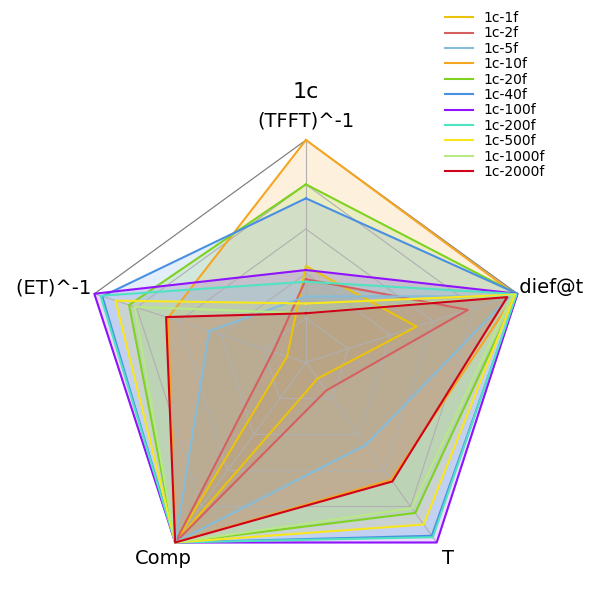 1c-1f
1c-2f
1c-5f
1c-10f
1c-20f
1c-40f
1c-100f
1c-200f
1c-500f
1c-1000f
1c-2000f
1c
(TFFT)^-1
(ET)^-1
dief@t
Comp
T